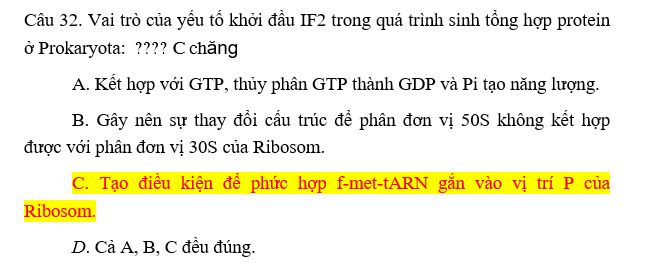 Câu 32. Vai trò của yếu tố khởi đầu IF2 trong quá trình sinh tổng hợp protein
ở Prokaryota: ???? C chăng
A. Kết hợp với GTP, thủy phân GTP thành GDP và Pi tạo năng lượng.
B. Gây nên sự thay đổi cấu trúc để phân đơn vị 50S không kết hợp
được với phân đơn vị 30S của Ribosom.
C. Tạo điều kiện để phức hợp f-met-tARN gắn vào vị trí P của
Ribosom.
D. Cả A, B, C đều đúng.